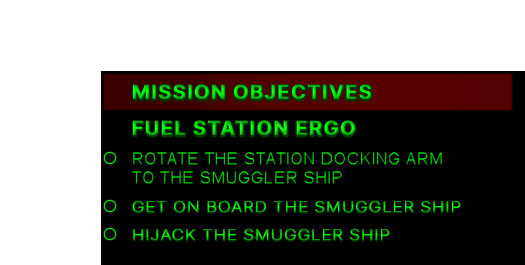 MISSION OBJECTIVES
FUEL STATION ERGO
ROTATE THE STATION DOCKING ARM
TO THE SMUGGLER SHIP
GET ON BOARD THE SMUGGLER SHIP
HIJACK THE SMUGGLER SHIP